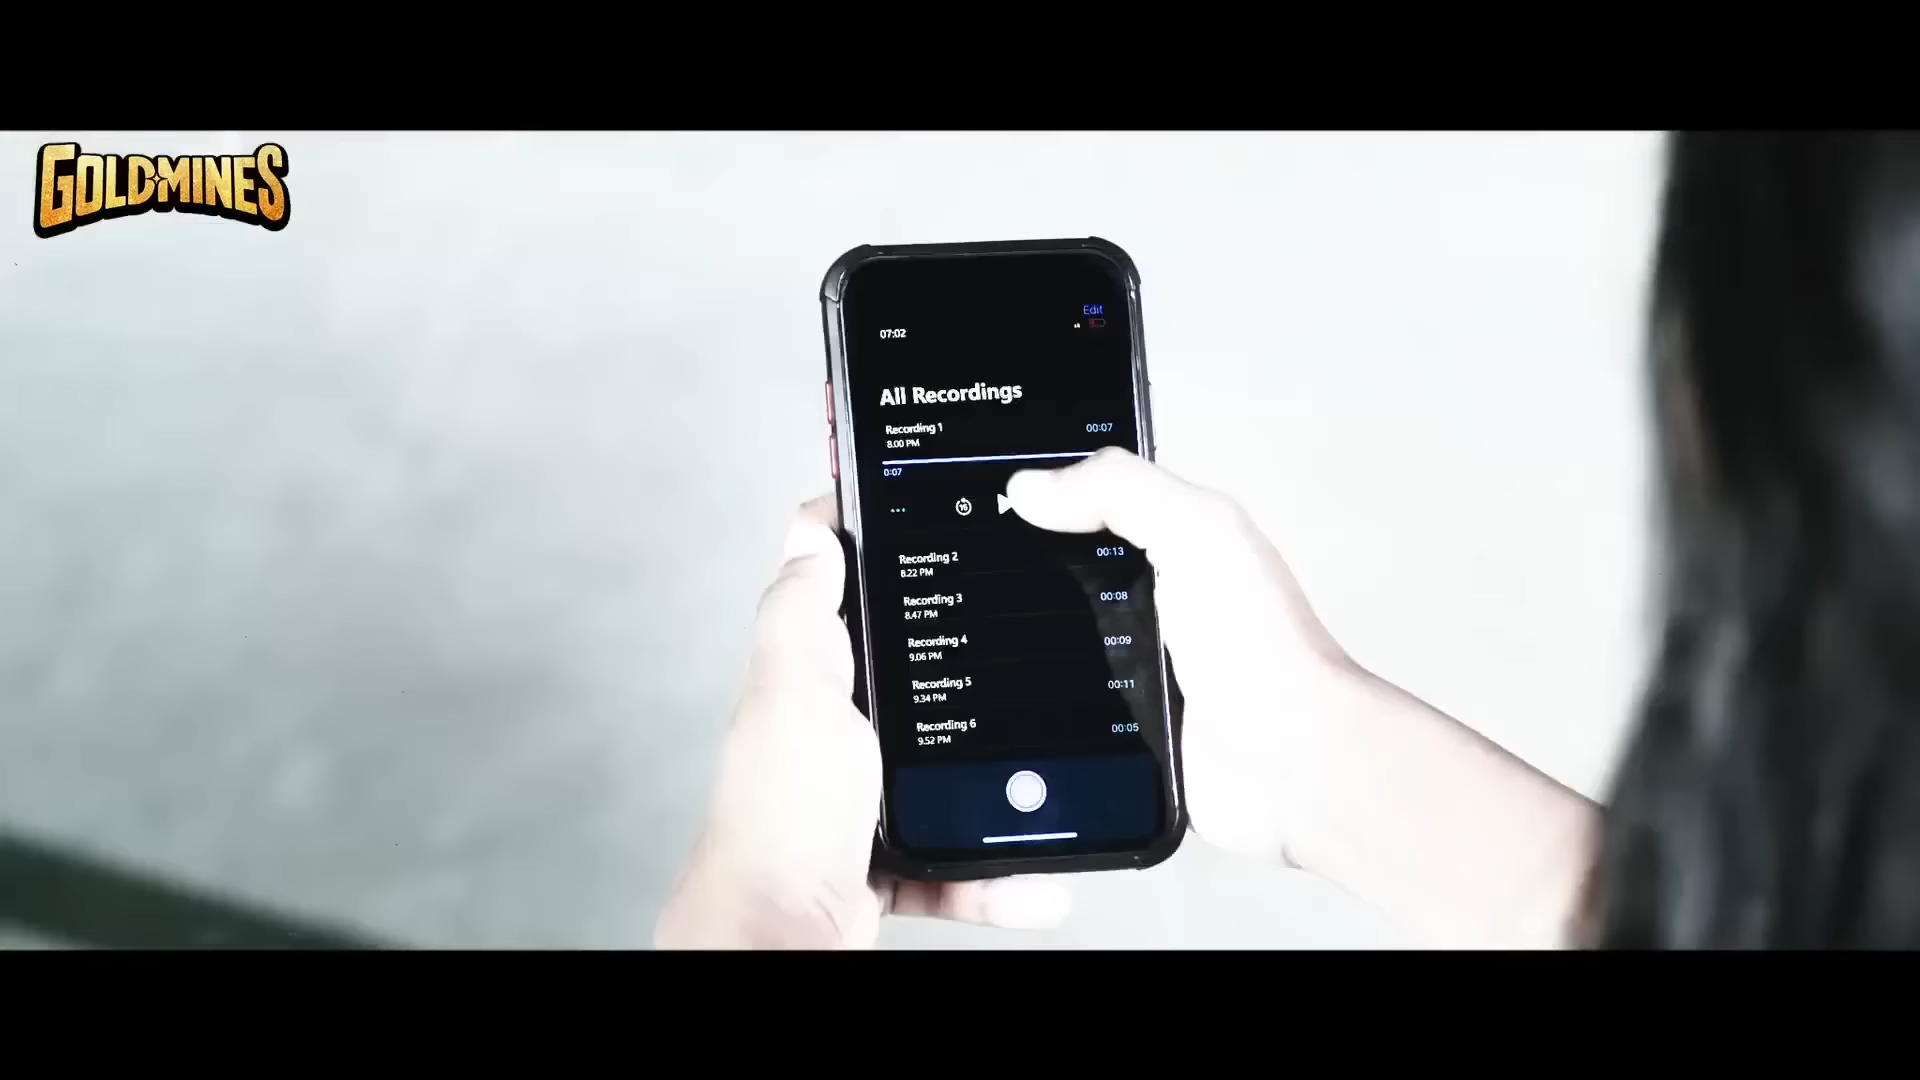 GOLDMINES
Edit
07:02
All Recordings
Recording 1
00:07
8.00 PM
0:07
15
Recording 2
00:13
8.22 PM
Recording 3
00:08
8.47 PM
Recording 4
00:09
9.06 PM
Recording 5
00:11
9.34 PM
Recording 6
00:05
9.52 PM